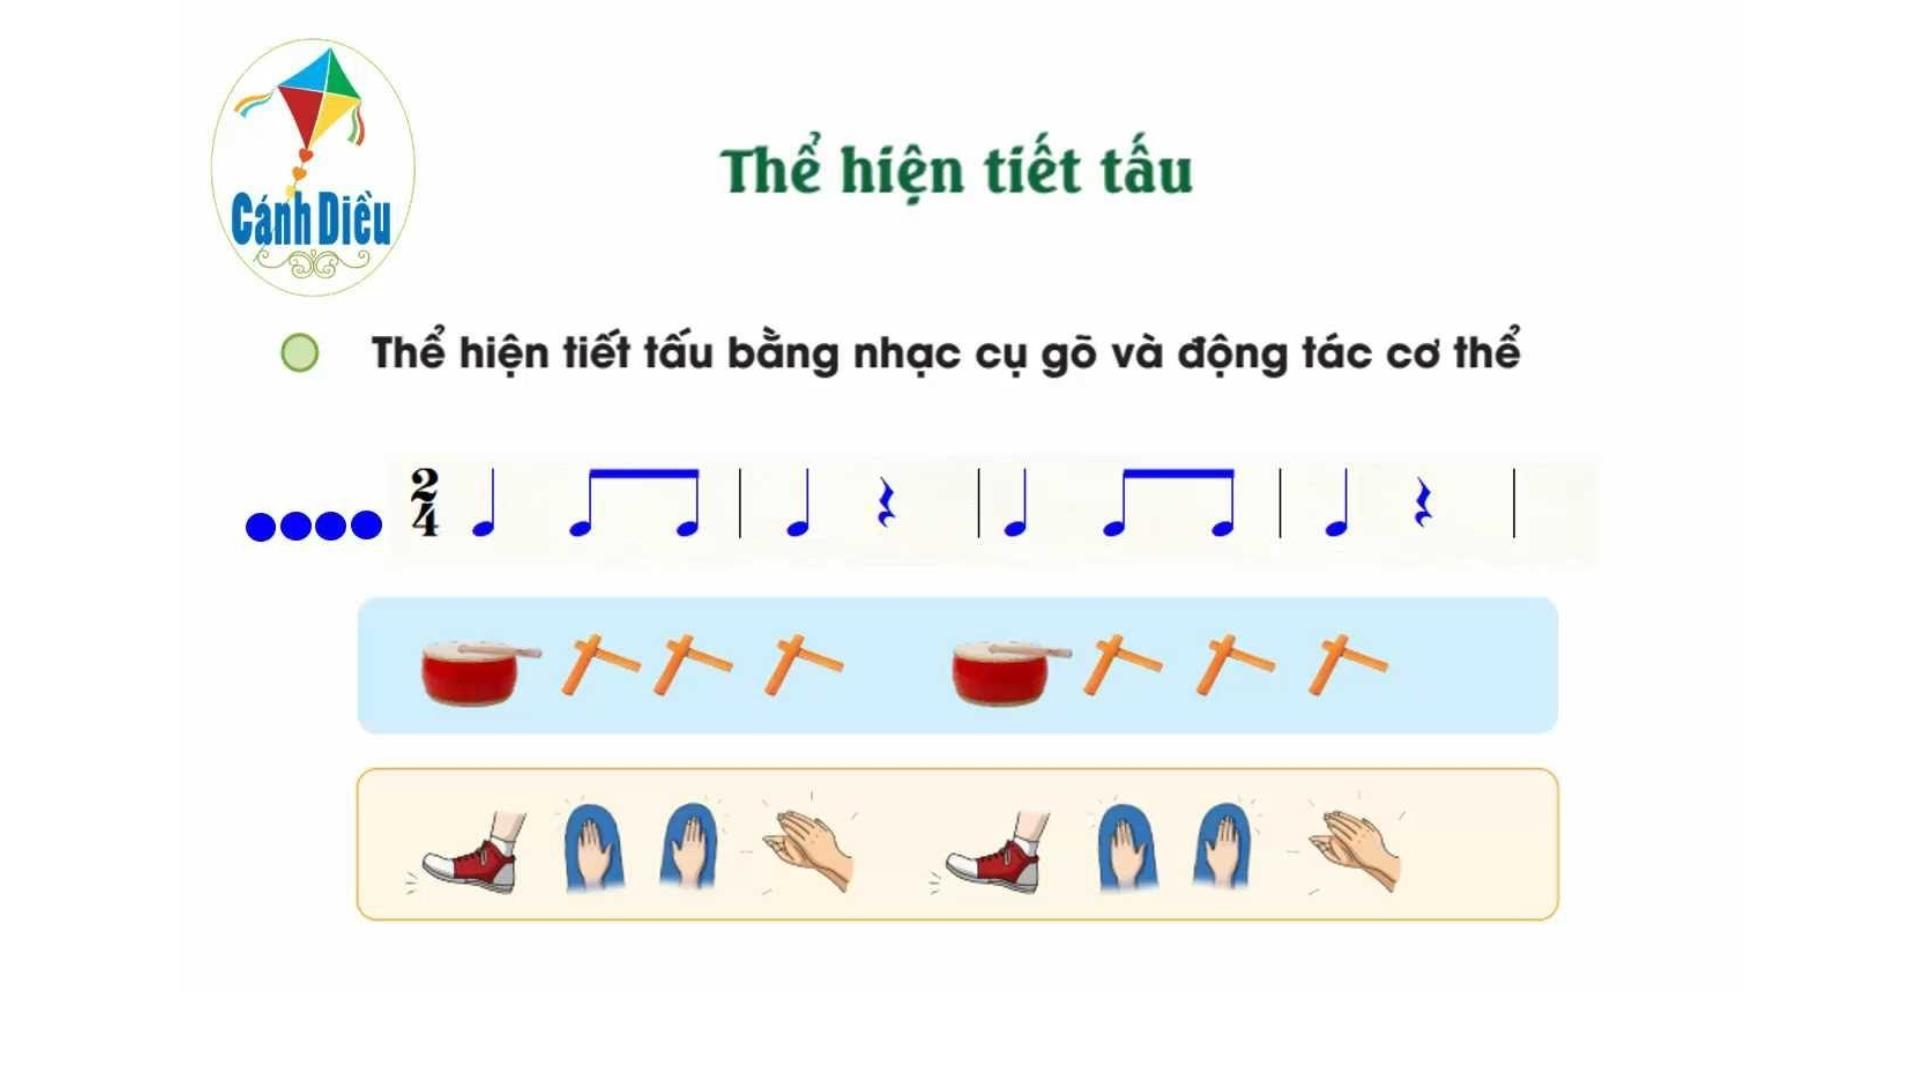 Cánh Diều
Thể hiện tiết tấu
Thể hiện tiết tấu bằng nhạc cụ gõ và động tác cơ thể
2
4